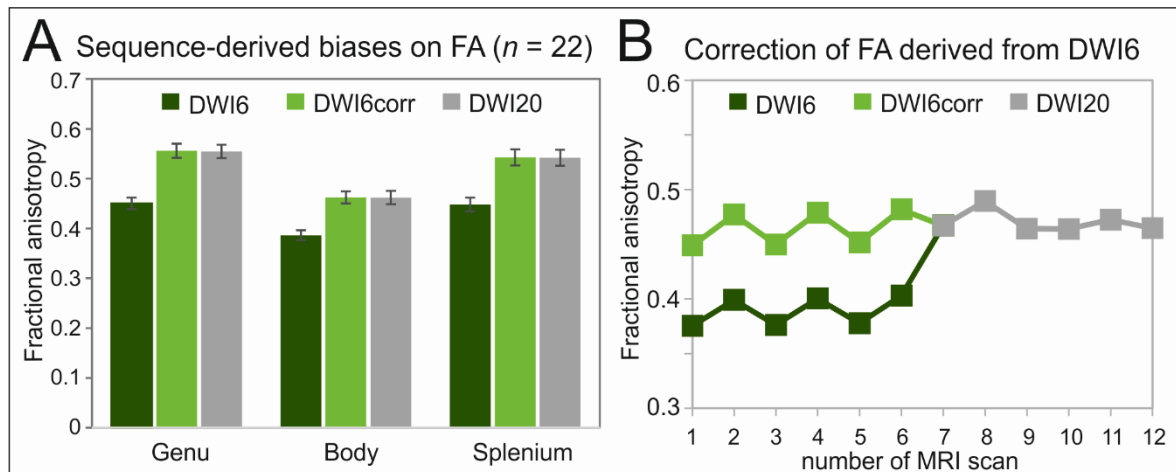 A Sequence-derived biases on FA (n = 22)
DWI6 DWI6corr DWI20
Fractional anisotropy
0.7
0.6
0.5
0.4
0.3
0.2
0.1
0
Genu Body Splenium
B Correction of FA derived from DWI6
DWI6 DWI6corr DWI20
Fractional anisotropy
0.6
0.5
0.4
0.3
1 2 3 4 5 6 7 8 9 10 11 12
number of MRI scan